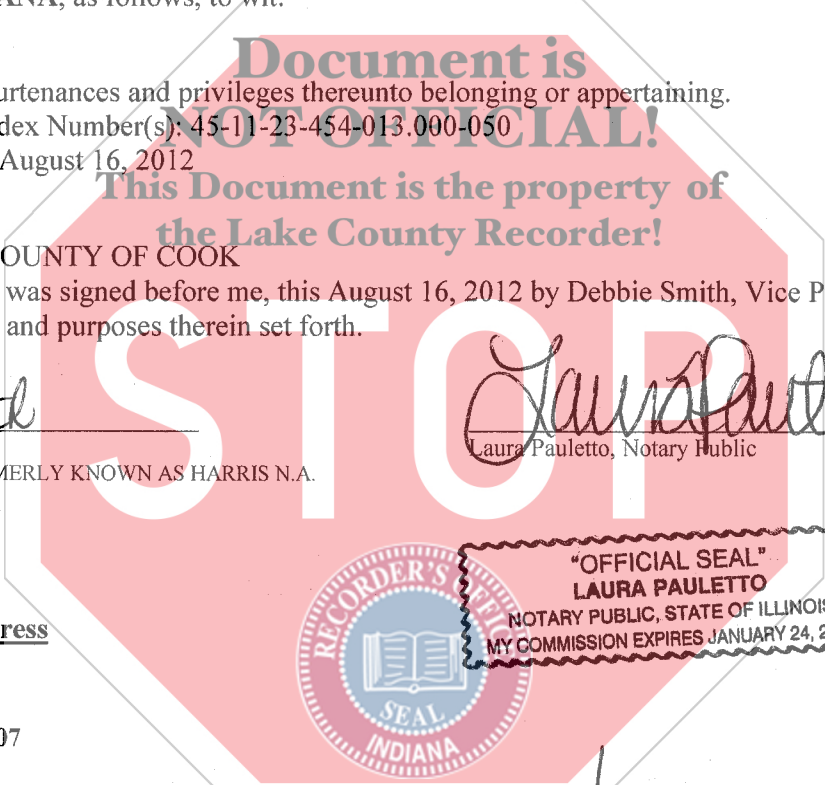 ANA, as follows, to wit:
Document is
urtenances and privileges thereunto belonging or appertaining.
dex Number(s): 45-11-23-454-013.000-050
NOT OFFICIAL!
August 16, 2012
This Document is the property of
the Lake County Recorder!
OUNTY OF COOK
was signed before me, this August 16, 2012 by Debbie Smith, Vice P
and purposes therein set forth.
STOP
Laura Paulet
Laura Pauletto, Notary Public
MERLY KNOWN AS HARRIS N.A.
"OFFICIAL SEAL"
LAURA PAULETTO
NOTARY PUBLIC, STATE OF ILLINOIS
MY COMMISSION EXPIRES JANUARY 24, 2
RECORDER'S OFFICE
ress
SEAL
INDIANA
07